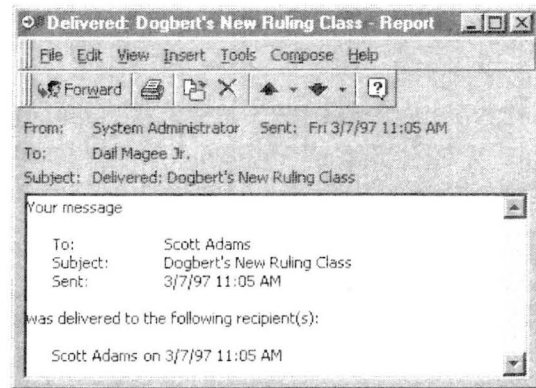 Delivered: Dogbert's New Ruling Class - Report
File Edit View Insert Tools Compose Help
Forward
From: System Administrator Sent: Fri 3/7/97 11:05 AM
To: Dail Magee Jr.
Subject: Delivered: Dogbert's New Ruling Class
Your message
To: Scott Adams
Subject: Dogbert's New Ruling Class
Sent: 3/7/97 11:05 AM
was delivered to the following recipient(s):
Scott Adams on 3/7/97 11:05 AM